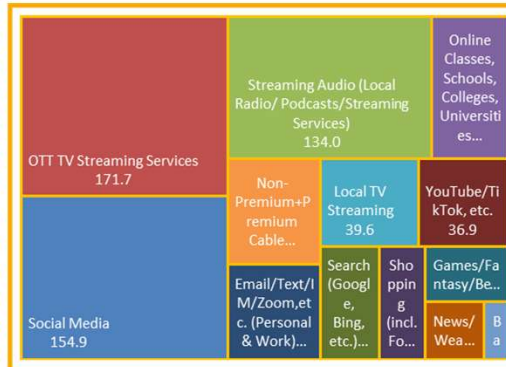 OTT TV Streaming Services
171.7
Social Media
154.9
Streaming Audio (Local
Radio/ Podcasts/Streaming
Services)
134.0
Online
Classes,
Schools,
Colleges,
Universiti
es...
Non-
Premium+P
remium
Cable...
Local TV
Streaming
39.6
YouTube/Ti
kTok, etc.
36.9
Email/Text/I
M/Zoom,etc
c. (Personal
& Work)...
Search
(Googl
e,
Bing,
etc.)...
Sho
ppin
g
(incl.
Fo...
Games/Fa
ntasy/Be...
News/
Wea...
Ba